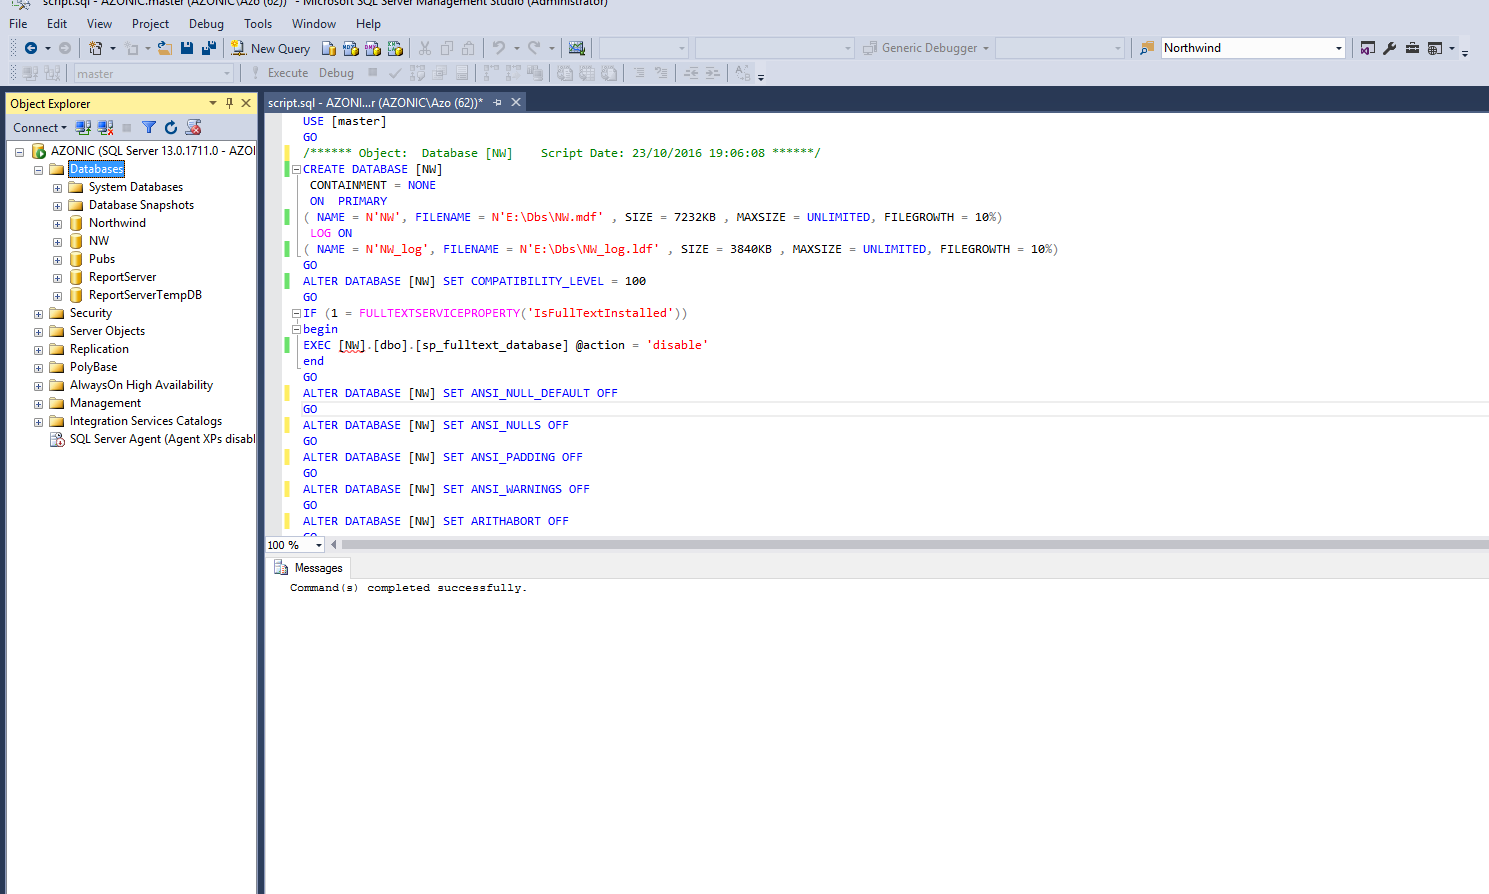 script.sql - AZONIC.master (AZONIC\Azo (62))* - Microsoft SQL Server Management Studio (Administrator)
File Edit View Project Debug Tools Window Help
New Query Generic Debugger Northwind
master Execute Debug
Object Explorer
Connect
AZONIC (SQL Server 13.0.1711.0 - AZO
Databases
System Databases
Database Snapshots
Northwind
NW
Pubs
ReportServer
ReportServerTempDB
Security
Server Objects
Replication
PolyBase
AlwaysOn High Availability
Management
Integration Services Catalogs
SQL Server Agent (Agent XPs disabl
script.sql - AZONI...r (AZONIC\Azo (62))*
USE [master]
GO
/****** Object:  Database [NW]    Script Date: 23/10/2016 19:06:08 ******/
CREATE DATABASE [NW]
CONTAINMENT = NONE
ON  PRIMARY
( NAME = N'NW', FILENAME = N'E:\Dbs\NW.mdf' , SIZE = 7232KB , MAXSIZE = UNLIMITED, FILEGROWTH = 10%)
LOG ON
( NAME = N'NW_log', FILENAME = N'E:\Dbs\NW_log.ldf' , SIZE = 3840KB , MAXSIZE = UNLIMITED, FILEGROWTH = 10%)
GO
ALTER DATABASE [NW] SET COMPATIBILITY_LEVEL = 100
GO
IF (1 = FULLTEXTSERVICEPROPERTY('IsFullTextInstalled'))
begin
EXEC [NW].[dbo].[sp_fulltext_database] @action = 'disable'
end
GO
ALTER DATABASE [NW] SET ANSI_NULL_DEFAULT OFF
GO
ALTER DATABASE [NW] SET ANSI_NULLS OFF
GO
ALTER DATABASE [NW] SET ANSI_PADDING OFF
GO
ALTER DATABASE [NW] SET ANSI_WARNINGS OFF
GO
ALTER DATABASE [NW] SET ARITHABORT OFF
GO
100 %
Messages
Command(s) completed successfully.